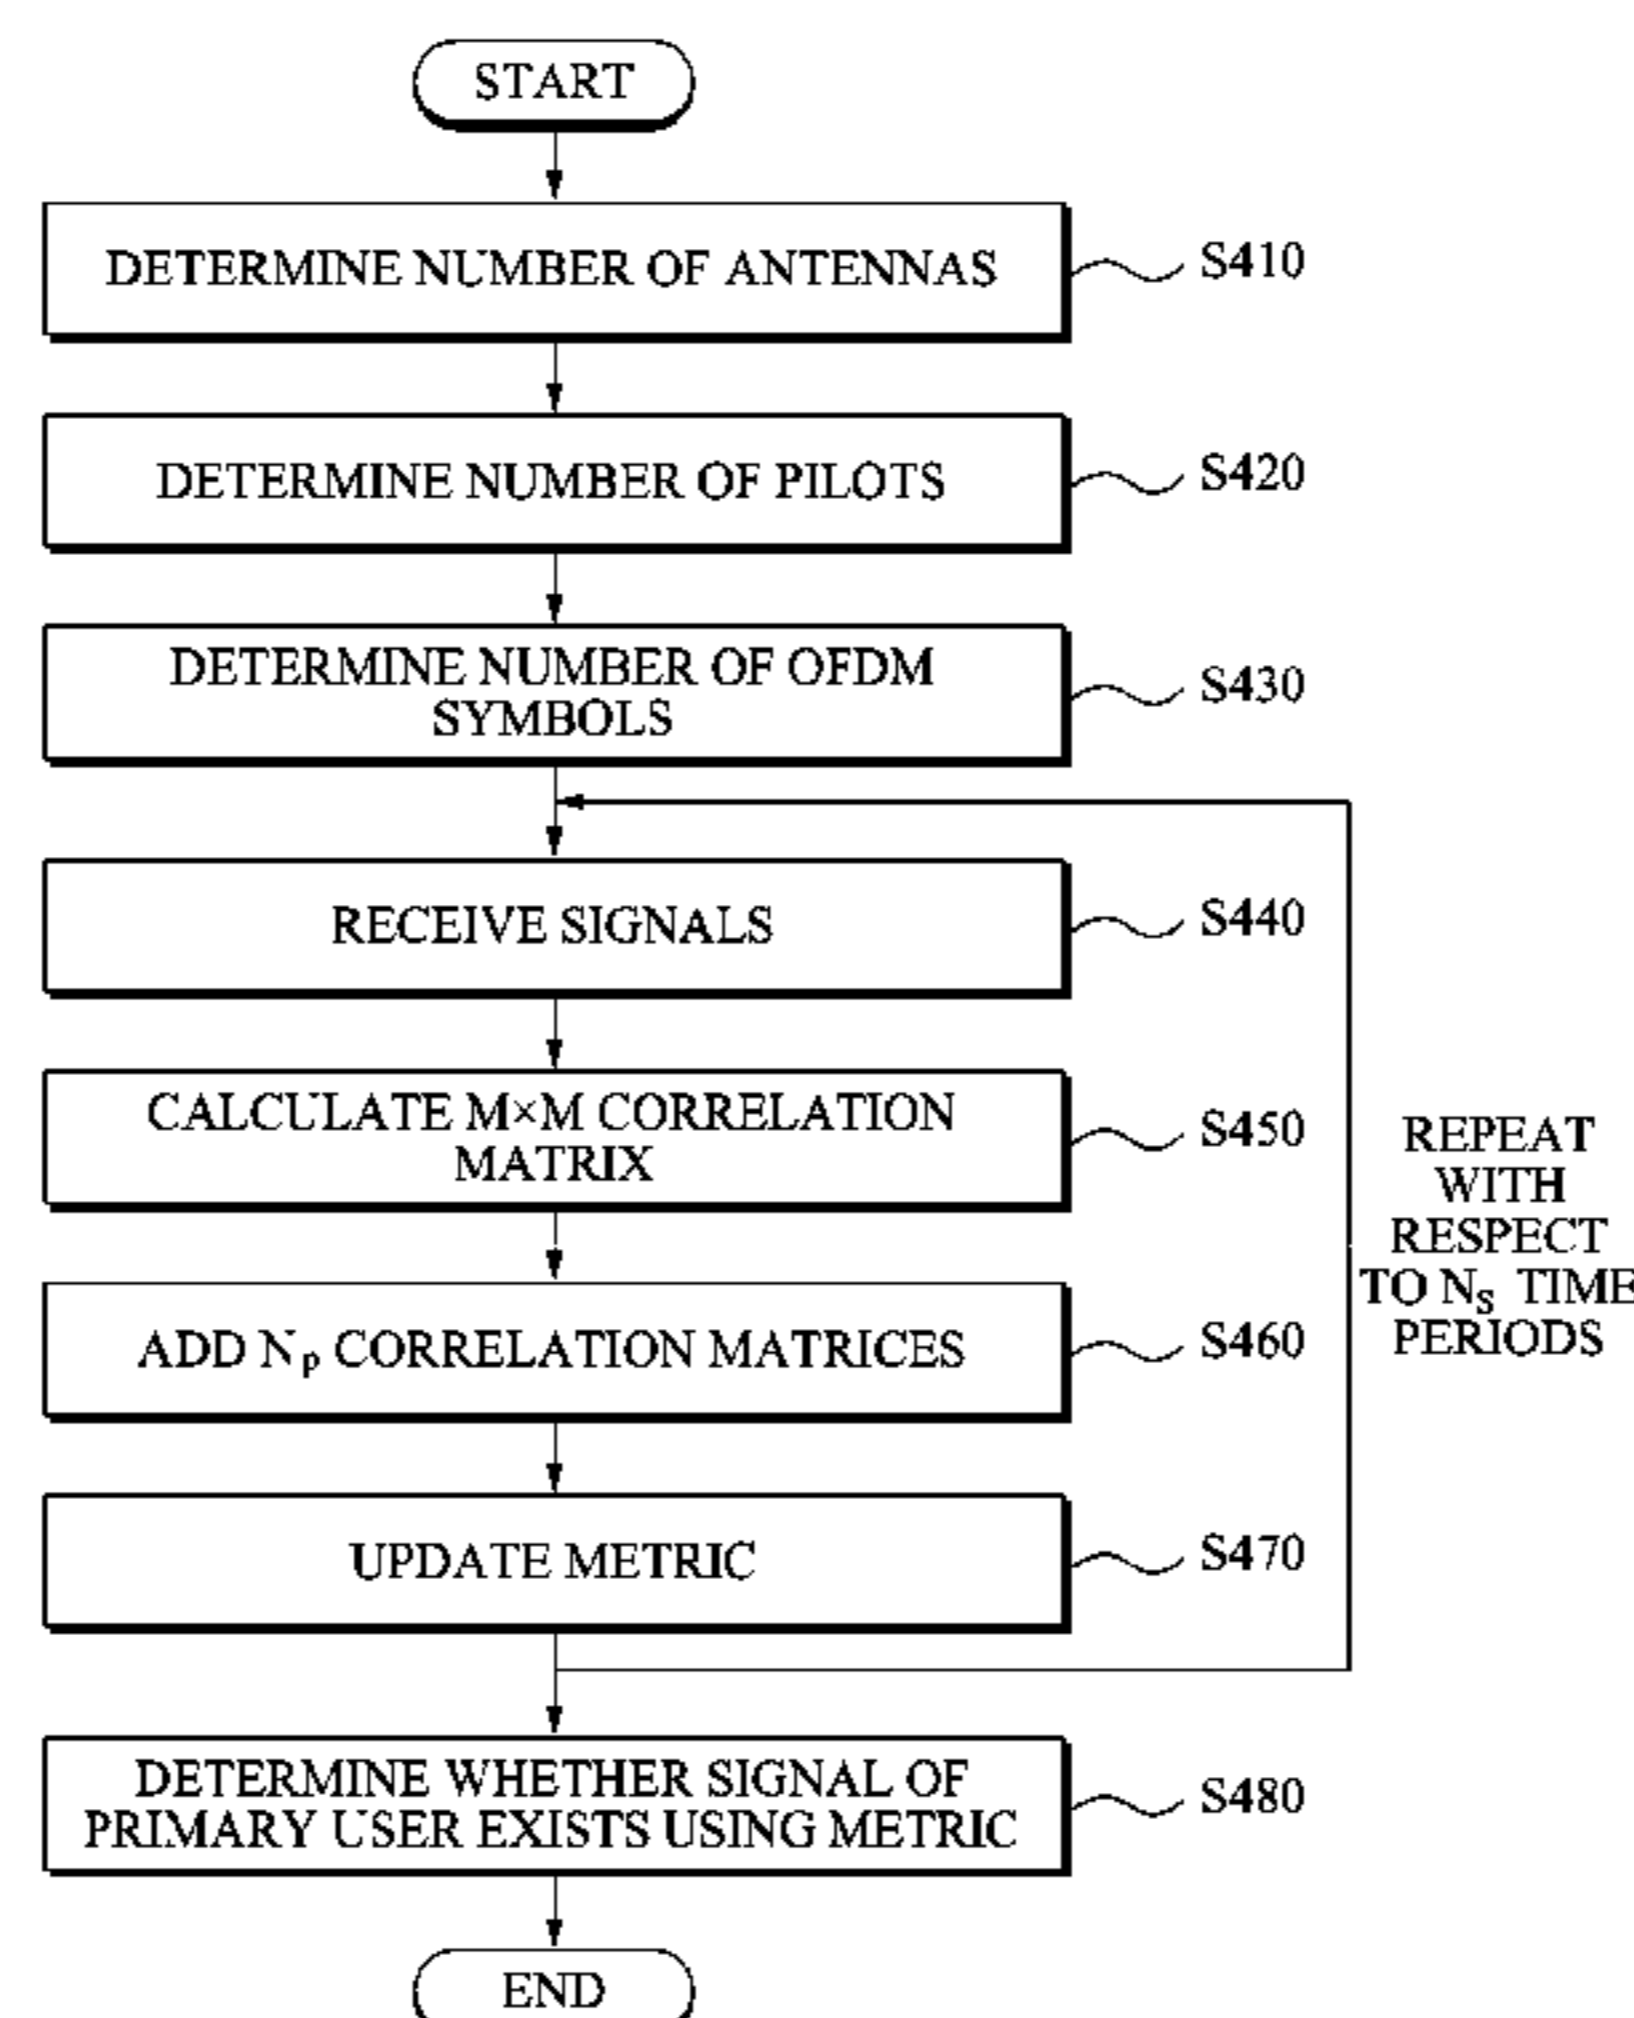 START
DETERMINE NUMBER OF ANTENNAS
S410
DETERMINE NUMBER OF PILOTS
S420
DETERMINE NUMBER OF OFDM
SYMBOLS
S430
RECEIVE SIGNALS
S440
CALCULATE M×M CORRELATION
MATRIX
S450
ADD Np CORRELATION MATRICES
S460
UPDATE METRIC
S470
REPEAT
WITH
RESPECT
TO NS TIME
PERIODS
DETERMINE WHETHER SIGNAL OF
PRIMARY USER EXISTS USING METRIC
S480
END